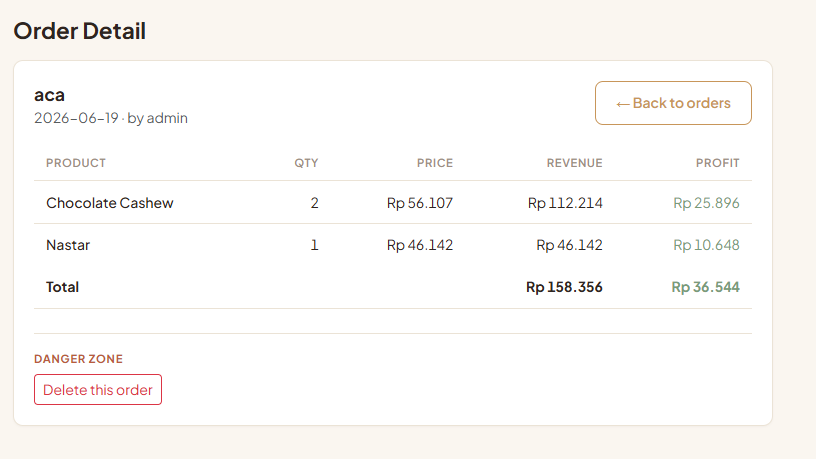 Order Detail
aca
2026-06-19 · by admin
← Back to orders
PRODUCT QTY PRICE REVENUE PROFIT
Chocolate Cashew 2 Rp 56.107 Rp 112.214 Rp 25.896
Nastar 1 Rp 46.142 Rp 46.142 Rp 10.648
Total Rp 158.356 Rp 36.544
DANGER ZONE
Delete this order